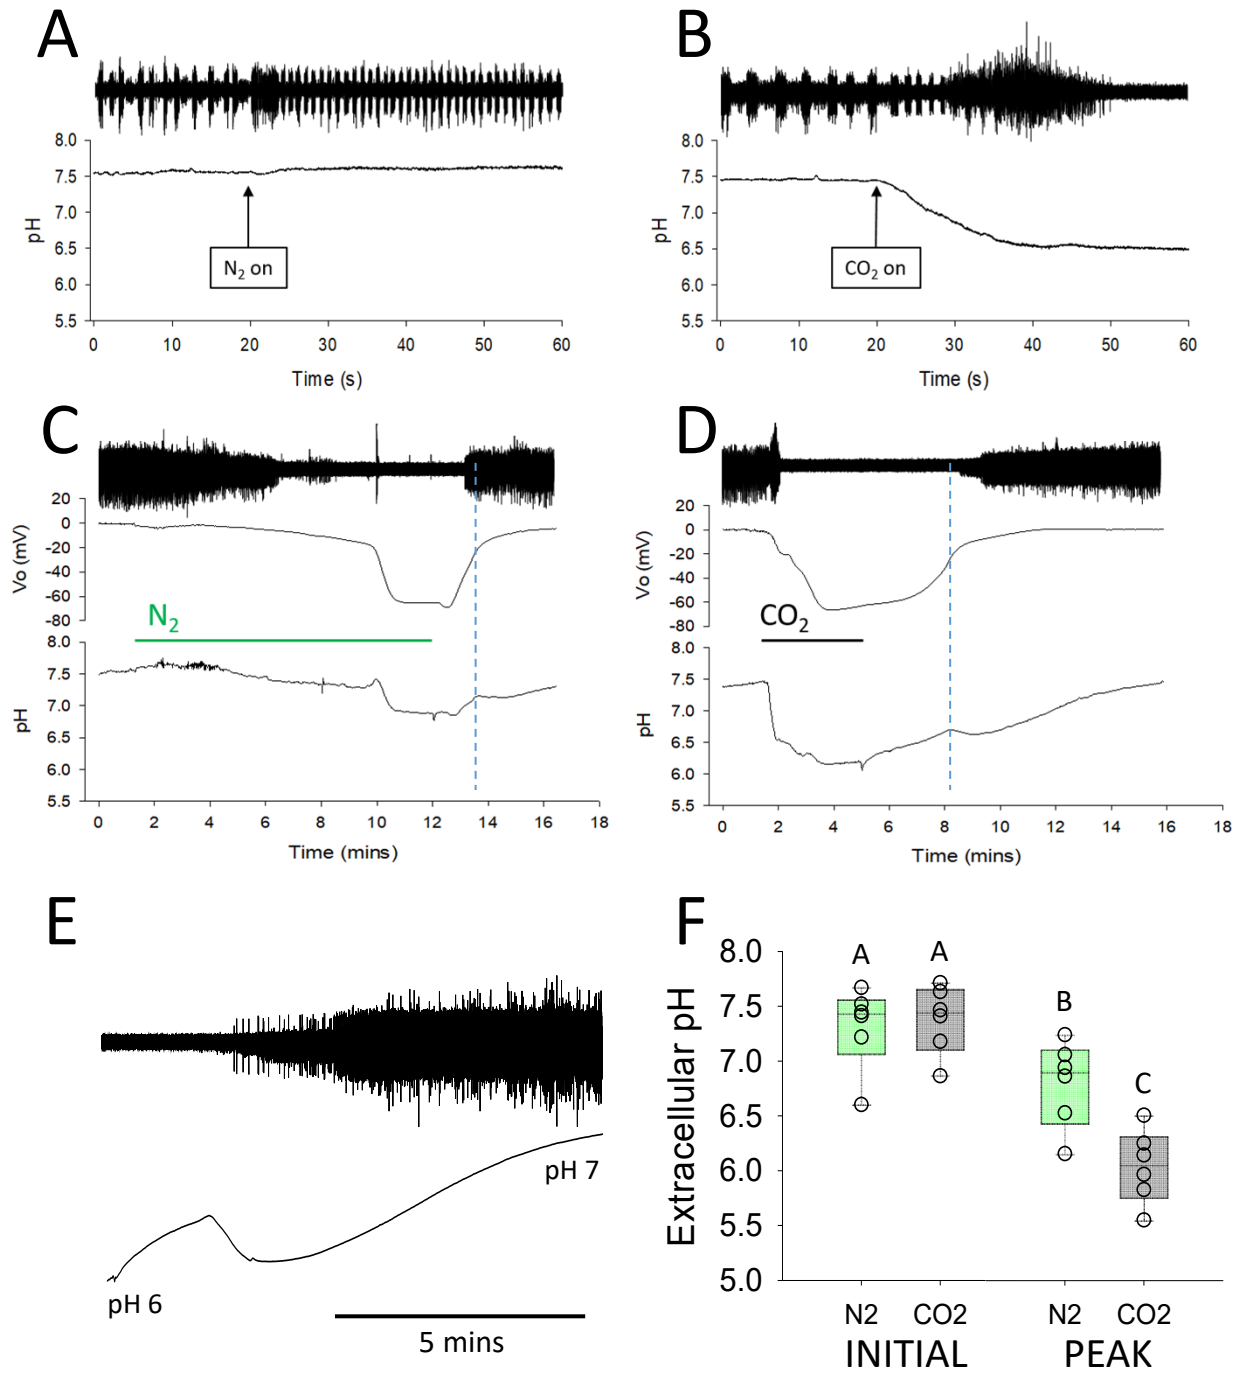 A
8.0
7.5
7.0
6.5
6.0
5.5
pH
N2 on
0 10 20 30 40 50 60
Time (s)
B
8.0
7.5
7.0
6.5
6.0
5.5
pH
CO2 on
0 10 20 30 40 50 60
Time (s)
C
20
0
-20
-40
-60
-80
Vo (mV)
N2
8.0
7.5
7.0
6.5
6.0
5.5
pH
0 2 4 6 8 10 12 14 16 18
Time (mins)
D
20
0
-20
-40
-60
-80
Vo (mV)
CO2
8.0
7.5
7.0
6.5
6.0
5.5
pH
0 2 4 6 8 10 12 14 16 18
Time (mins)
E
pH 7
pH 6
5 mins
F
8.0
7.5
7.0
6.5
6.0
5.5
5.0
Extracellular pH
A A
B
C
N2 CO2 N2 CO2
INITIAL PEAK